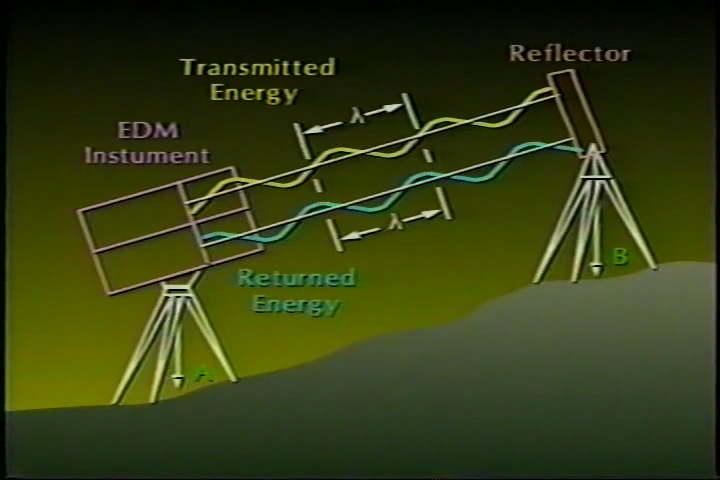 Reflector
Transmitted
Energy
λ
EDM
Instument
λ
B
Returned
Energy
A